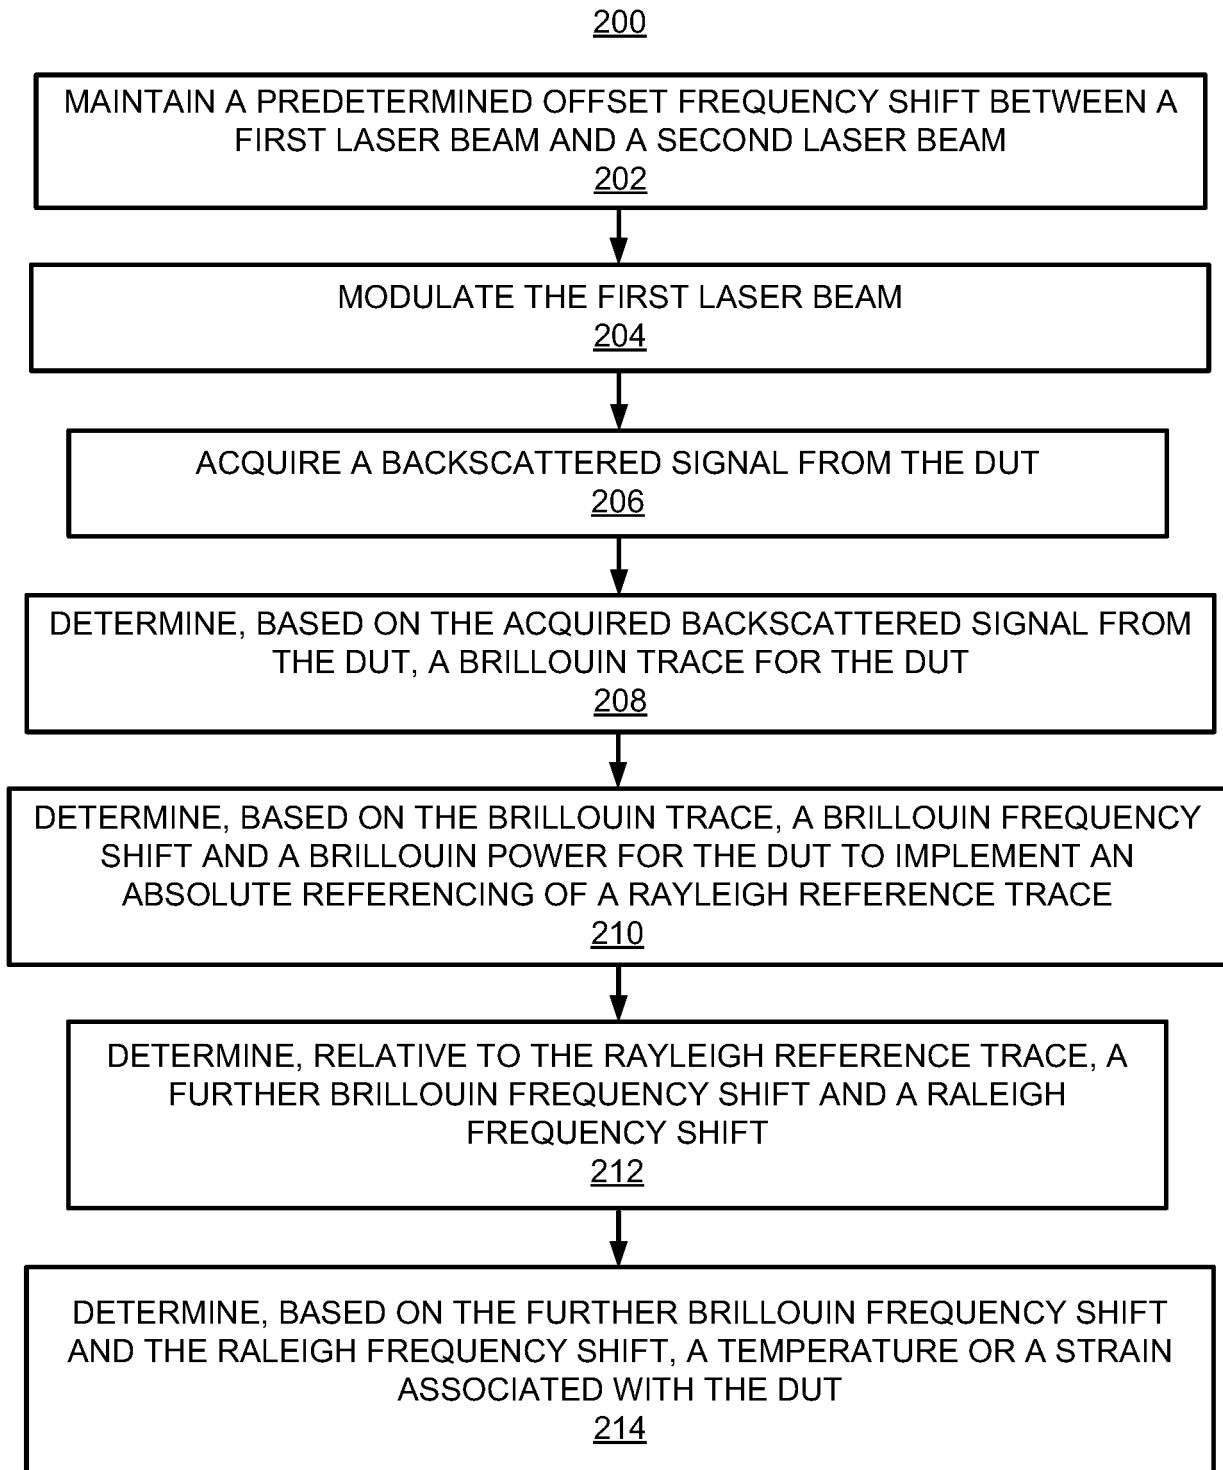 200
MAINTAIN A PREDETERMINED OFFSET FREQUENCY SHIFT BETWEEN A
FIRST LASER BEAM AND A SECOND LASER BEAM
202
MODULATE THE FIRST LASER BEAM
204
ACQUIRE A BACKSCATTERED SIGNAL FROM THE DUT
206
DETERMINE, BASED ON THE ACQUIRED BACKSCATTERED SIGNAL FROM
THE DUT, A BRILLOUIN TRACE FOR THE DUT
208
DETERMINE, BASED ON THE BRILLOUIN TRACE, A BRILLOUIN FREQUENCY
SHIFT AND A BRILLOUIN POWER FOR THE DUT TO IMPLEMENT AN
ABSOLUTE REFERENCING OF A RAYLEIGH REFERENCE TRACE
210
DETERMINE, RELATIVE TO THE RAYLEIGH REFERENCE TRACE, A
FURTHER BRILLOUIN FREQUENCY SHIFT AND A RALEIGH
FREQUENCY SHIFT
212
DETERMINE, BASED ON THE FURTHER BRILLOUIN FREQUENCY SHIFT
AND THE RALEIGH FREQUENCY SHIFT, A TEMPERATURE OR A STRAIN
ASSOCIATED WITH THE DUT
214